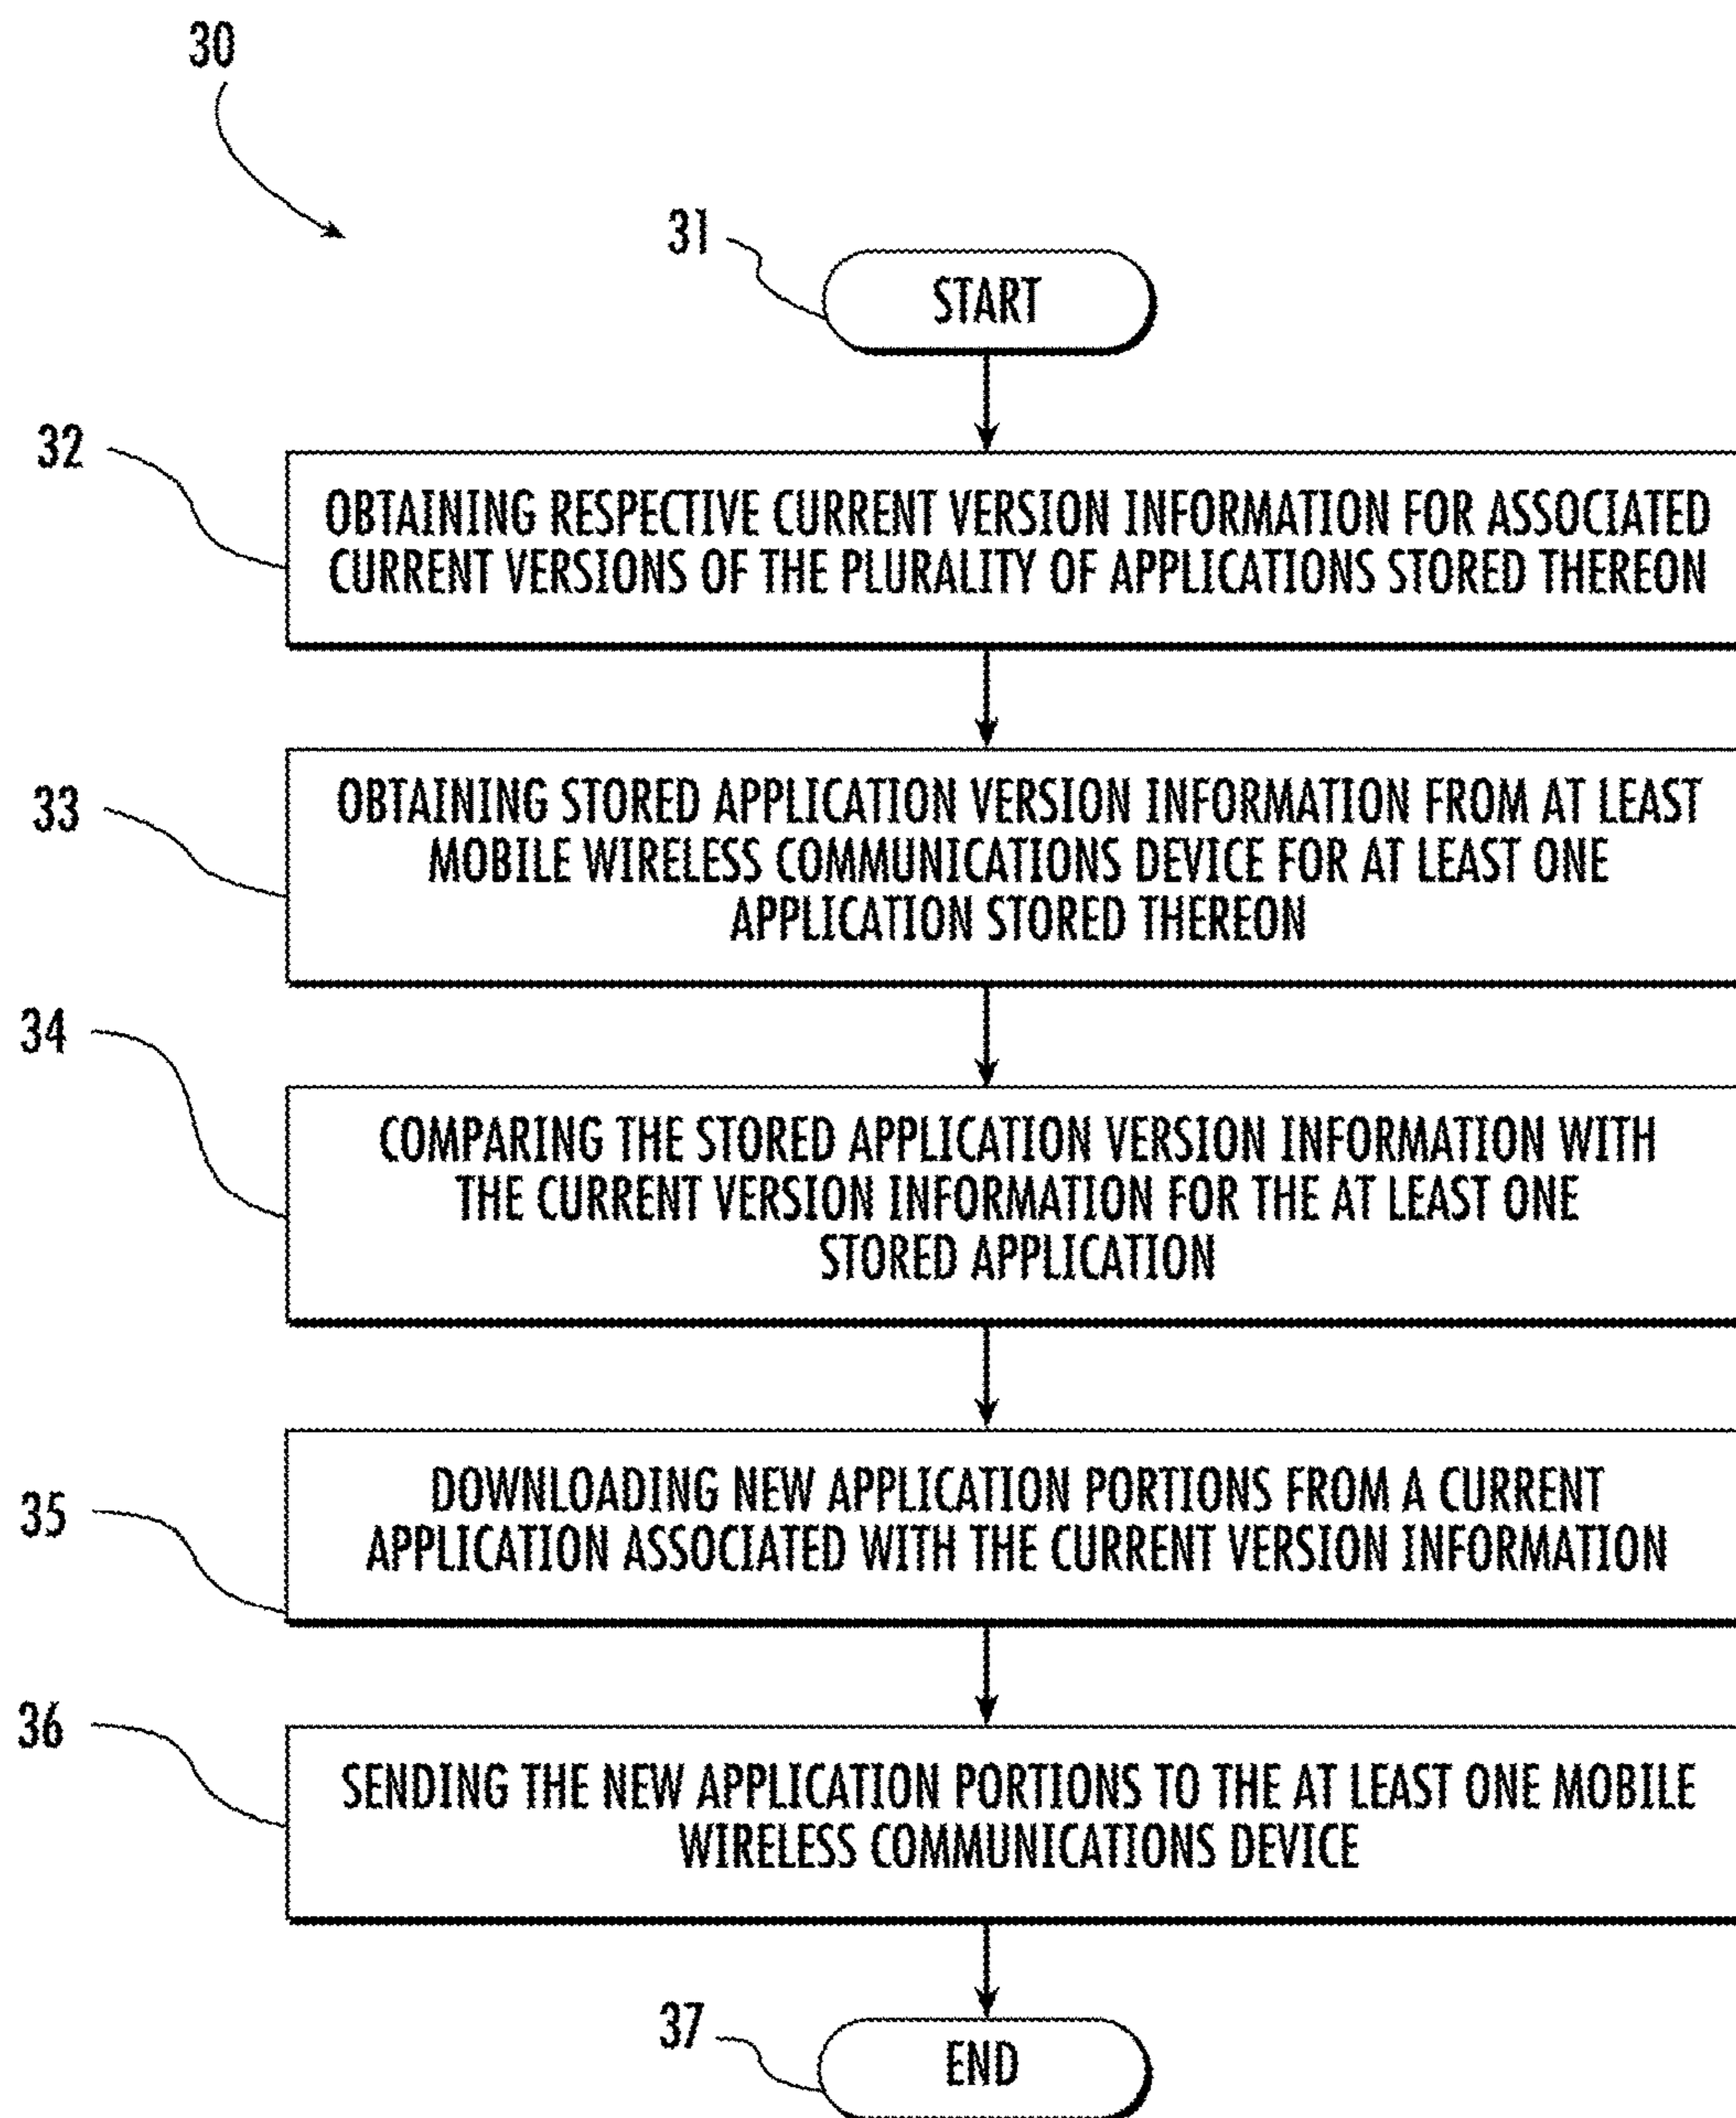 30
31
START
32
OBTAINING RESPECTIVE CURRENT VERSION INFORMATION FOR ASSOCIATED
CURRENT VERSIONS OF THE PLURALITY OF APPLICATIONS STORED THEREON
33
OBTAINING STORED APPLICATION VERSION INFORMATION FROM AT LEAST
MOBILE WIRELESS COMMUNICATIONS DEVICE FOR AT LEAST ONE
APPLICATION STORED THEREON
34
COMPARING THE STORED APPLICATION VERSION INFORMATION WITH
THE CURRENT VERSION INFORMATION FOR THE AT LEAST ONE
STORED APPLICATION
35
DOWNLOADING NEW APPLICATION PORTIONS FROM A CURRENT
APPLICATION ASSOCIATED WITH THE CURRENT VERSION INFORMATION
36
SENDING THE NEW APPLICATION PORTIONS TO THE AT LEAST ONE MOBILE
WIRELESS COMMUNICATIONS DEVICE
37
END